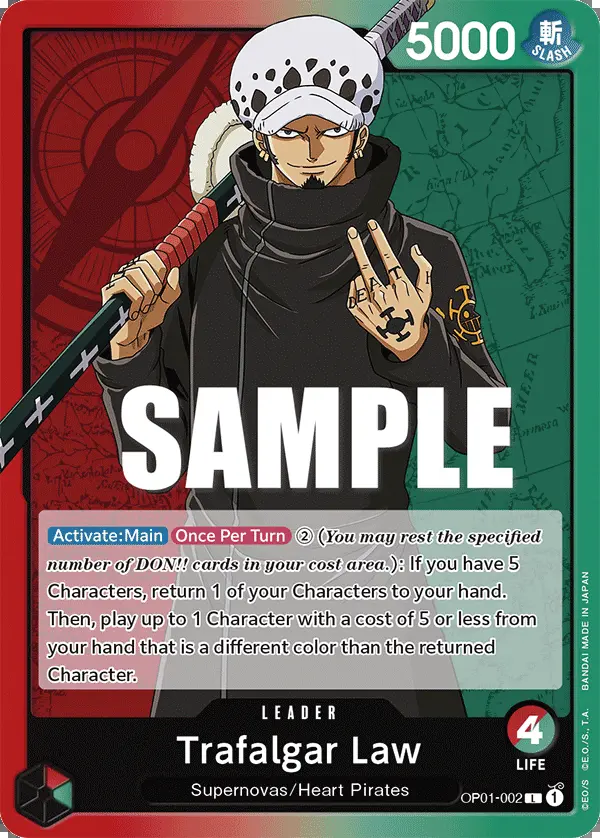 5000
斬
SLASH
DEAT
SAMPLE
Activate:Main Once Per Turn ② (You may rest the specified
number of DON!! cards in your cost area.): If you have 5
Characters, return 1 of your Characters to your hand.
Then, play up to 1 Character with a cost of 5 or less from
your hand that is a different color than the returned
Character.
LEADER
Trafalgar Law
4
LIFE
Supernovas/Heart Pirates
OP01-002 L 1
©EO/S ©E.O./S., T.A. BANDAI MADE IN JAPAN